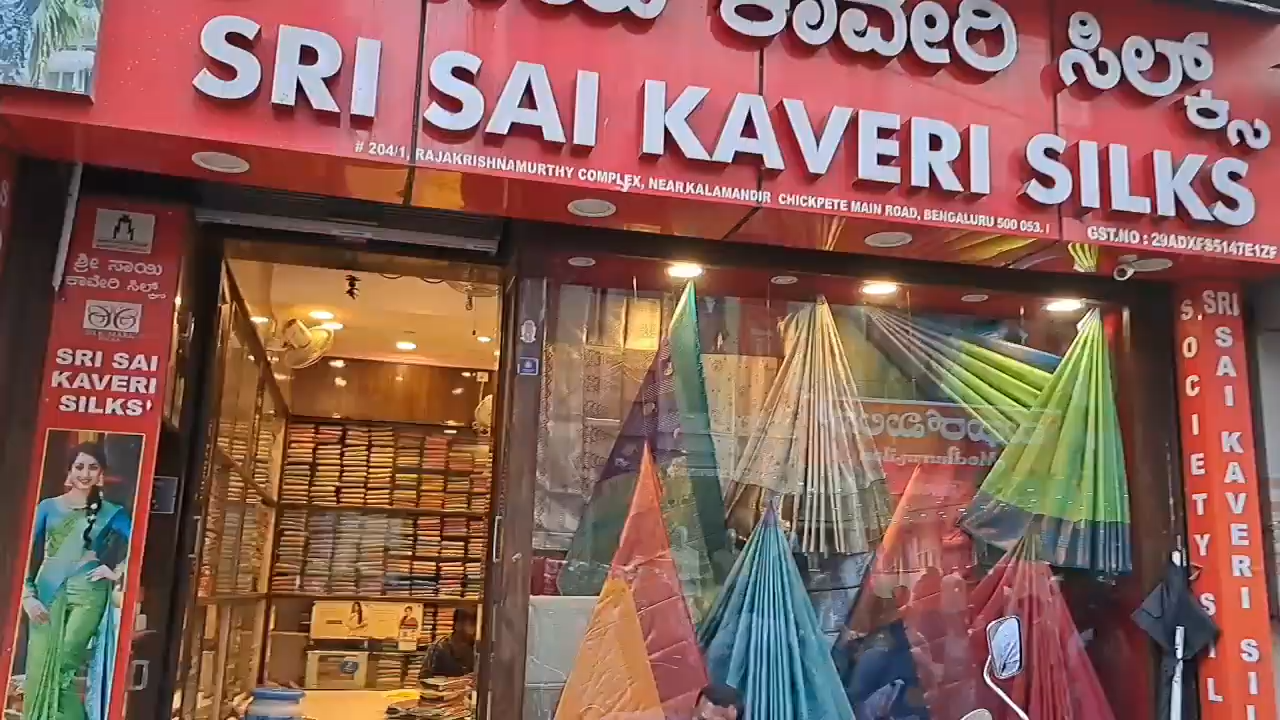 ಕಾವೇರಿ ಸಿಲ್ಕ್ಸ್
SRI SAI KAVERI SILKS
# 204/1, RAJAKRISHNAMURTHY COMPLEX, NEAR KALAMANDIR CHICKPETE MAIN ROAD, BENGALURU 500 053.
GST.NO : 29ADXFS5147E1ZF
ಶ್ರೀ ಸಾಯಿ
ಕಾವೇರಿ ಸಿಲ್ಕ್ಸ್
SRI SAI
KAVERI
SILKS
SRI SAI KAVERI
SOCIETY